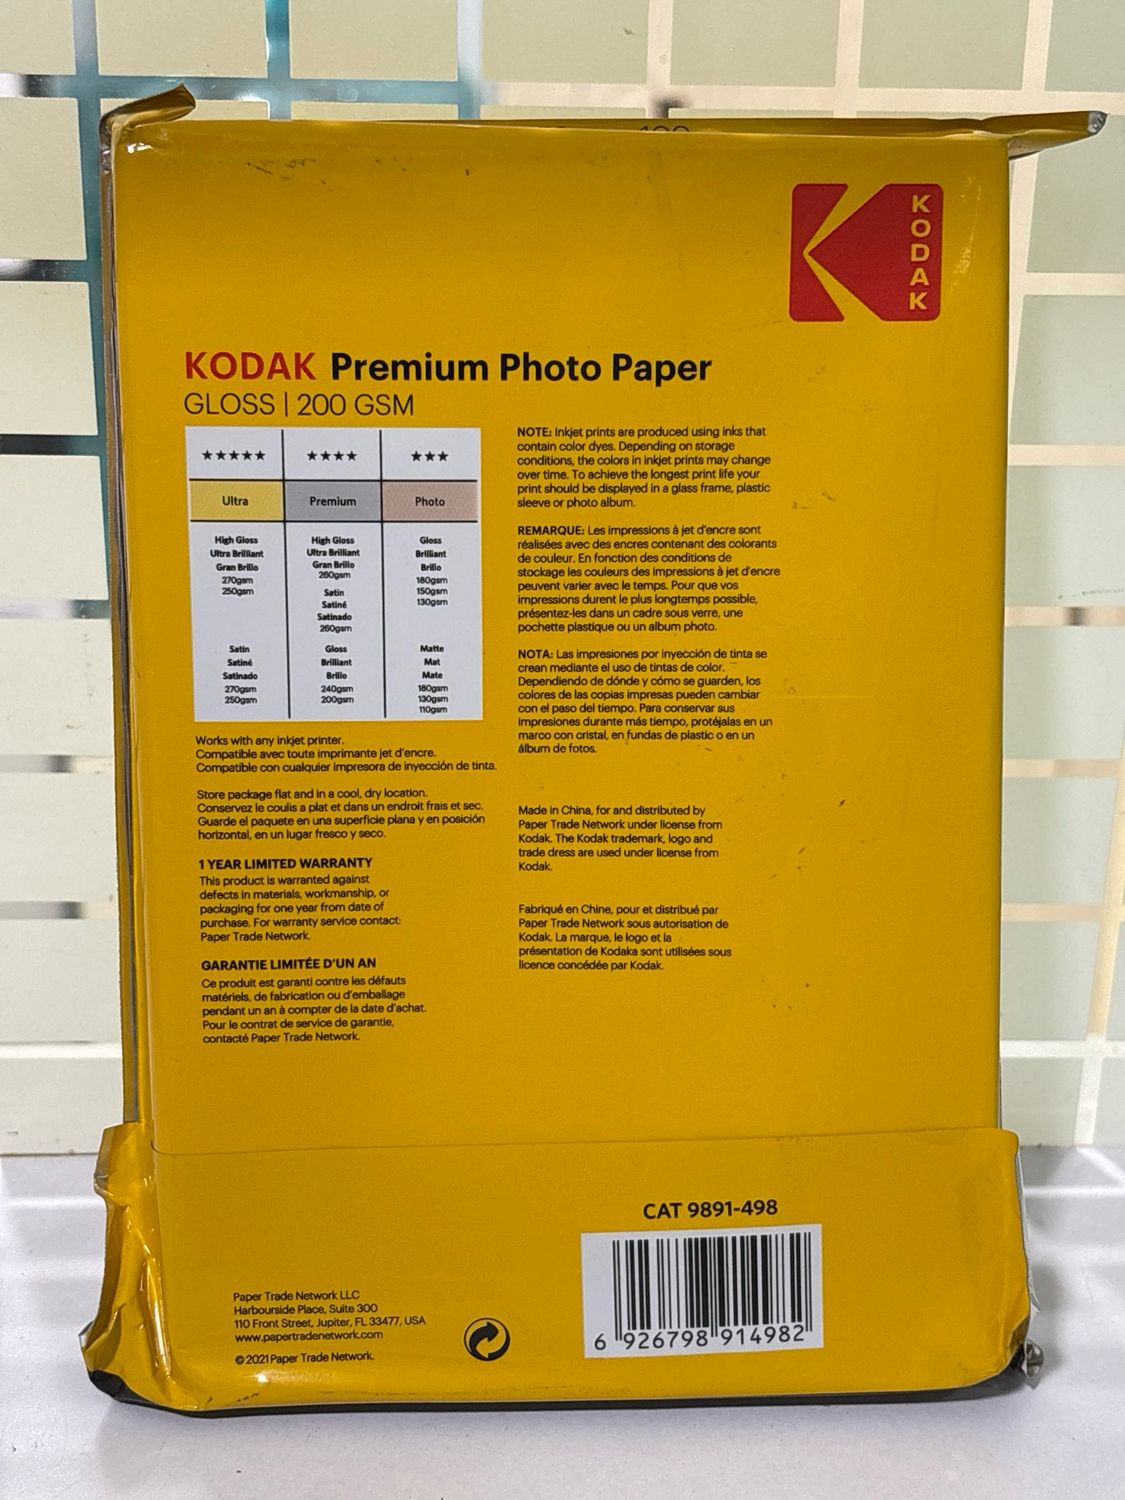 100
KODAK
KODAK Premium Photo Paper
GLOSS | 200 GSM
★★★★★ ★★★★ ★★★
Ultra Premium Photo
High Gloss
Ultra Brilliant
Gran Brillo
270gsm
250gsm
Satin
Satiné
Satinado
270gsm
250gsm
High Gloss
Ultra Brilliant
Gran Brillo
260gsm
Satin
Satiné
Satinado
260gsm
Gloss
Brilliant
Brillo
240gsm
200gsm
Gloss
Brilliant
Brillo
180gsm
150gsm
130gsm
Matte
Mat
Mate
180gsm
130gsm
110gsm
Works with any inkjet printer.
Compatible avec toute imprimante jet d'encre.
Compatible con cualquier impresora de inyección de tinta.
Store package flat and in a cool, dry location.
Conservez le coulis a plat et dans un endroit frais et sec.
Guarde el paquete en una superficie plana y en posición
horizontal, en un lugar fresco y seco.
1 YEAR LIMITED WARRANTY
This product is warranted against
defects in materials, workmanship, or
packaging for one year from date of
purchase. For warranty service contact:
Paper Trade Network.
GARANTIE LIMITÉE D'UN AN
Ce produit est garanti contre les défauts
matériels, de fabrication ou d'emballage
pendant un an à compter de la date d'achat.
Pour le contrat de service de garantie,
contacté Paper Trade Network.
NOTE: Inkjet prints are produced using inks that
contain color dyes. Depending on storage
conditions, the colors in inkjet prints may change
over time. To achieve the longest print life your
print should be displayed in a glass frame, plastic
sleeve or photo album.
REMARQUE: Les impressions à jet d'encre sont
réalisées avec des encres contenant des colorants
de couleur. En fonction des conditions de
stockage les couleurs des impressions à jet d'encre
peuvent varier avec le temps. Pour que vos
impressions durent le plus longtemps possible,
présentez-les dans un cadre sous verre, une
pochette plastique ou un album photo.
NOTA: Las impresiones por inyección de tinta se
crean mediante el uso de tintas de color.
Dependiendo de dónde y cómo se guarden, los
colores de las copias impresas pueden cambiar
con el paso del tiempo. Para conservar sus
impresiones durante más tiempo, protéjalas en un
marco con cristal, en fundas de plastic o en un
álbum de fotos.
Made in China, for and distributed by
Paper Trade Network under license from
Kodak. The Kodak trademark, logo and
trade dress are used under license from
Kodak.
Fabriqué en Chine, pour et distribué par
Paper Trade Network sous autorisation de
Kodak. La marque, le logo et la
présentation de Kodaka sont utilisées sous
licence concédée par Kodak.
CAT 9891-498
6 926798 914982
Paper Trade Network LLC
Harbourside Place, Suite 300
110 Front Street, Jupiter, FL 33477, USA
www.papertradenetwork.com
©2021 Paper Trade Network.